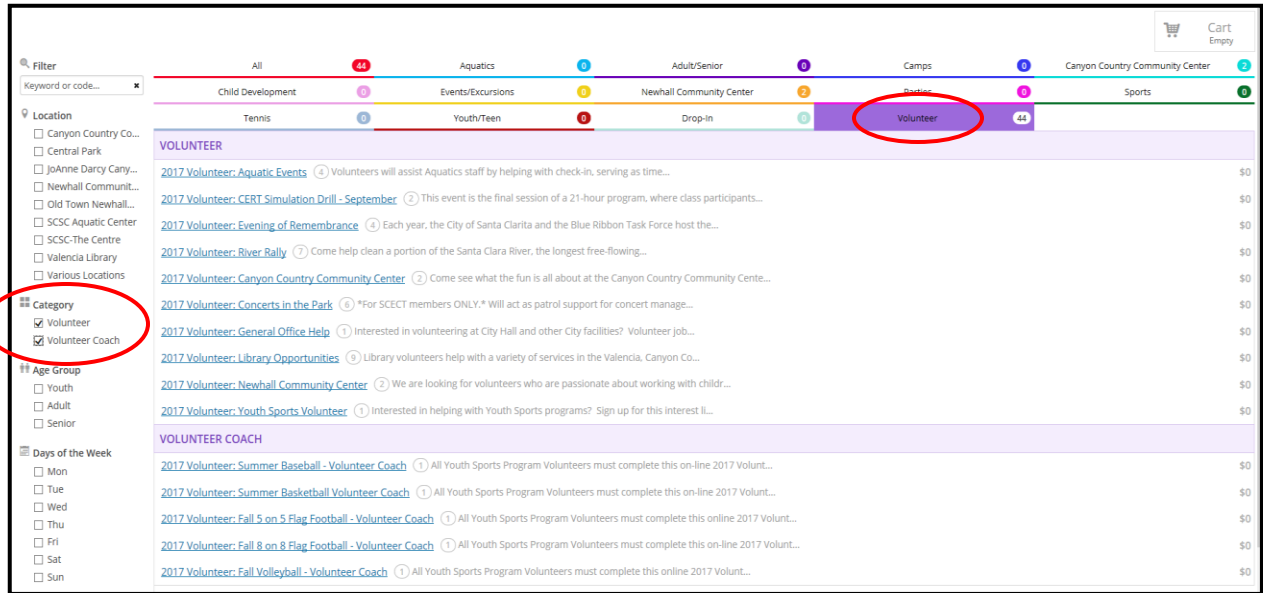 Cart
Empty
Filter
Keyword or code... ×
Location
Canyon Country Co...
Central Park
JoAnne Darcy Cany...
Newhall Communit...
Old Town Newhall...
SCSC Aquatic Center
SCSC-The Centre
Valencia Library
Various Locations
Category
Volunteer
Volunteer Coach
Age Group
Youth
Adult
Senior
Days of the Week
Mon
Tue
Wed
Thu
Fri
Sat
Sun
All 44 Aquatics 0 Adult/Senior 0 Camps 0 Canyon Country Community Center 2
Child Development 0 Events/Excursions 0 Newhall Community Center 2 Parties 0 Sports 0
Tennis 0 Youth/Teen 0 Drop-In 0 Volunteer 44
VOLUNTEER
2017 Volunteer: Aquatic Events 4 Volunteers will assist Aquatics staff by helping with check-in, serving as time... $0
2017 Volunteer: CERT Simulation Drill - September 2 This event is the final session of a 21-hour program, where class participants... $0
2017 Volunteer: Evening of Remembrance 4 Each year, the City of Santa Clarita and the Blue Ribbon Task Force host the... $0
2017 Volunteer: River Rally 7 Come help clean a portion of the Santa Clara River, the longest free-flowing... $0
2017 Volunteer: Canyon Country Community Center 2 Come see what the fun is all about at the Canyon Country Community Cente... $0
2017 Volunteer: Concerts in the Park 6 *For SCECT members ONLY.* Will act as patrol support for concert manage... $0
2017 Volunteer: General Office Help 1 Interested in volunteering at City Hall and other City facilities? Volunteer job... $0
2017 Volunteer: Library Opportunities 9 Library volunteers help with a variety of services in the Valencia, Canyon Co... $0
2017 Volunteer: Newhall Community Center 2 We are looking for volunteers who are passionate about working with childr... $0
2017 Volunteer: Youth Sports Volunteer 1 Interested in helping with Youth Sports programs? Sign up for this interest li... $0
VOLUNTEER COACH
2017 Volunteer: Summer Baseball - Volunteer Coach 1 All Youth Sports Program Volunteers must complete this on-line 2017 Volunt... $0
2017 Volunteer: Summer Basketball Volunteer Coach 1 All Youth Sports Program Volunteers must complete this on-line 2017 Volunt... $0
2017 Volunteer: Fall 5 on 5 Flag Football - Volunteer Coach 1 All Youth Sports Program Volunteers must complete this online 2017 Volunt... $0
2017 Volunteer: Fall 8 on 8 Flag Football - Volunteer Coach 1 All Youth Sports Program Volunteers must complete this on-line 2017 Volunt... $0
2017 Volunteer: Fall Volleyball - Volunteer Coach 1 All Youth Sports Program Volunteers must complete this online 2017 Volunt... $0